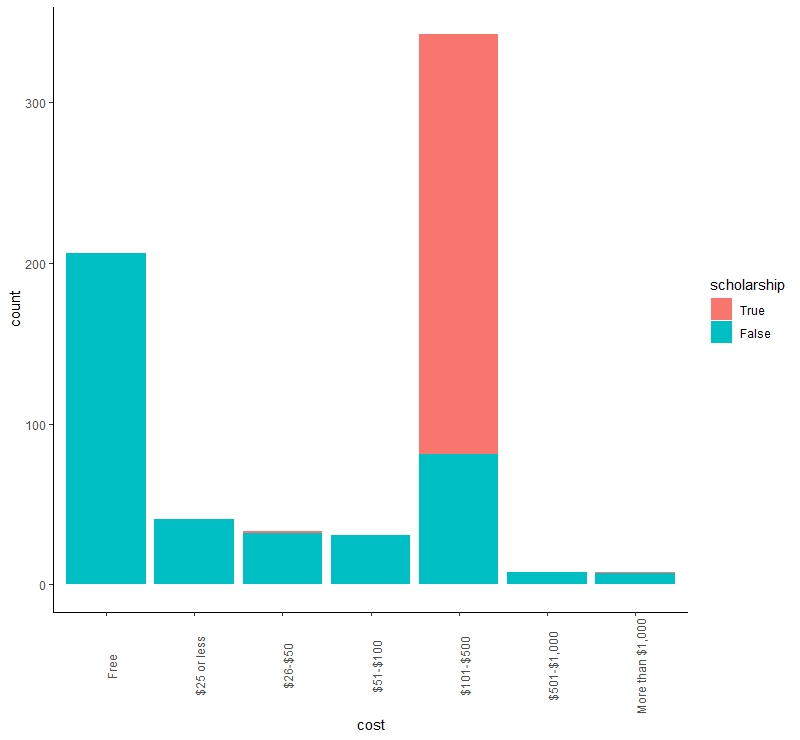 300
200
100
0
count
Free
$25 or less
$26-$50
$51-$100
$101-$500
$501-$1,000
More than $1,000
cost
scholarship
True
False